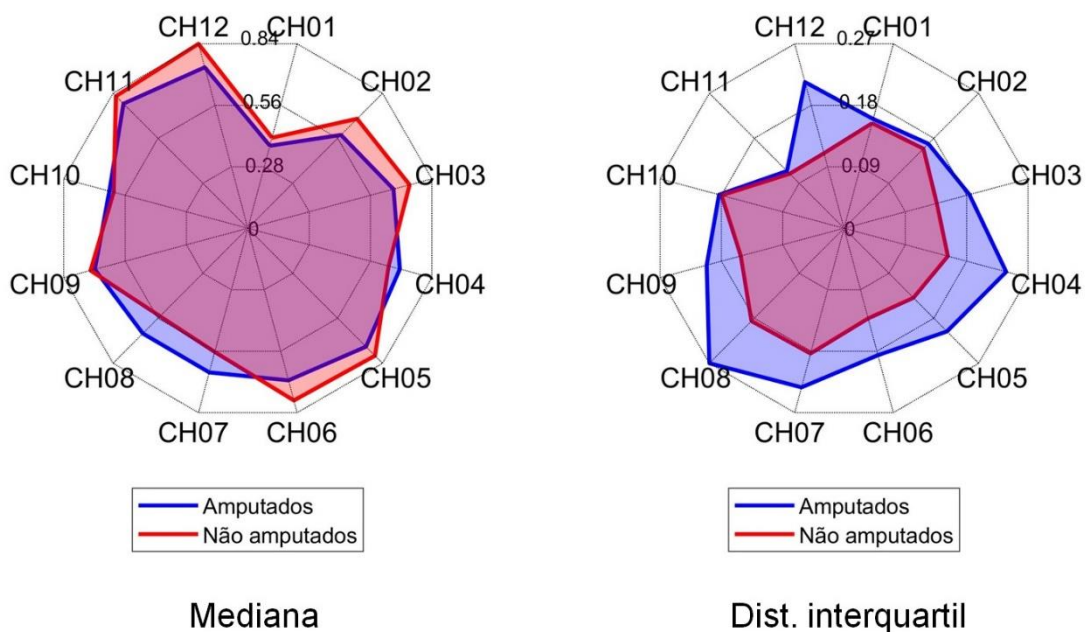 CH12
0.84
CH01
CH11
CH02
0.56
0.28
CH10
CH03
0
CH09
CH04
CH08
CH05
CH07
CH06
Amputados
Não amputados
Mediana
CH12
0.27
CH01
CH11
CH02
0.18
0.09
CH10
CH03
0
CH09
CH04
CH08
CH05
CH07
CH06
Amputados
Não amputados
Dist. interquartil